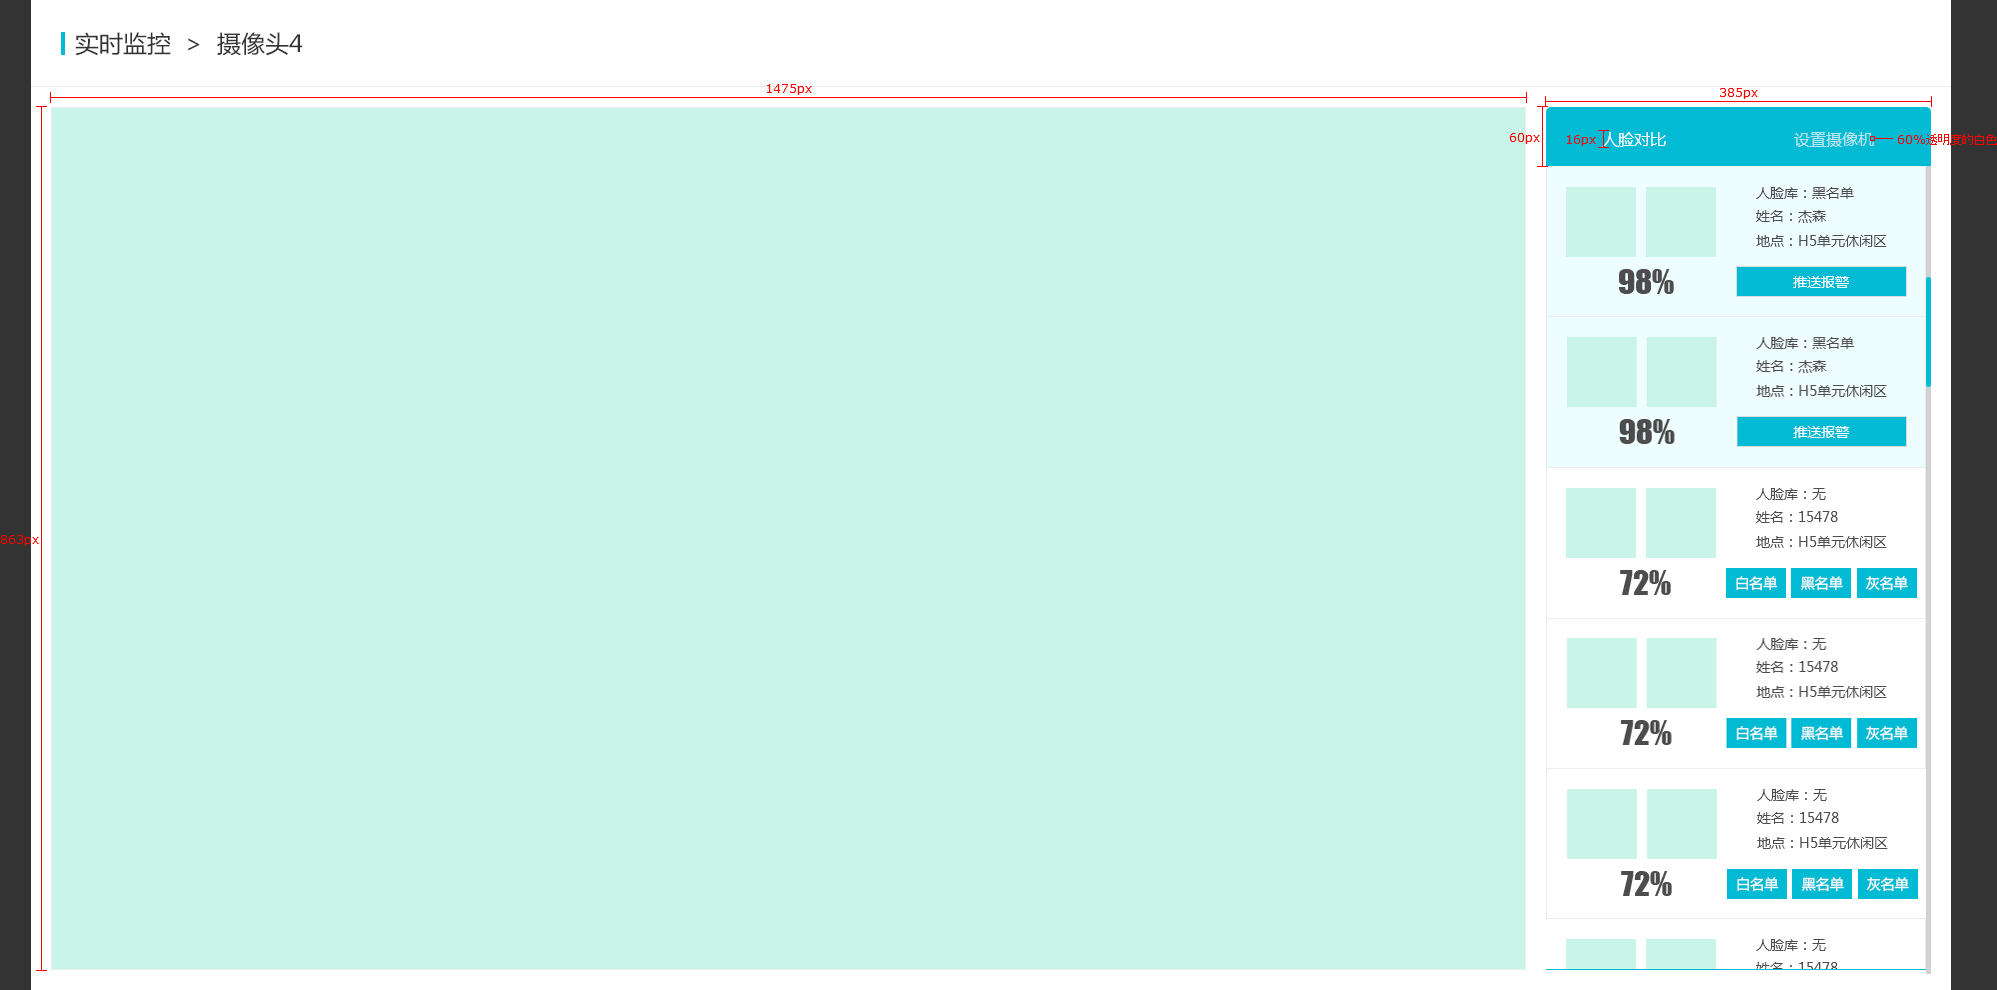 实时监控 > 摄像头4
1475px
385px
60px
16px
人脸对比
设置摄像机
60%透明度的白色
863px
人脸库：黑名单
姓名：杰森
地点：H5单元休闲区
98%
推送报警
人脸库：黑名单
姓名：杰森
地点：H5单元休闲区
98%
推送报警
人脸库：无
姓名：15478
地点：H5单元休闲区
72%
白名单 黑名单 灰名单
人脸库：无
姓名：15478
地点：H5单元休闲区
72%
白名单 黑名单 灰名单
人脸库：无
姓名：15478
地点：H5单元休闲区
72%
白名单 黑名单 灰名单
人脸库：无
姓名：15478